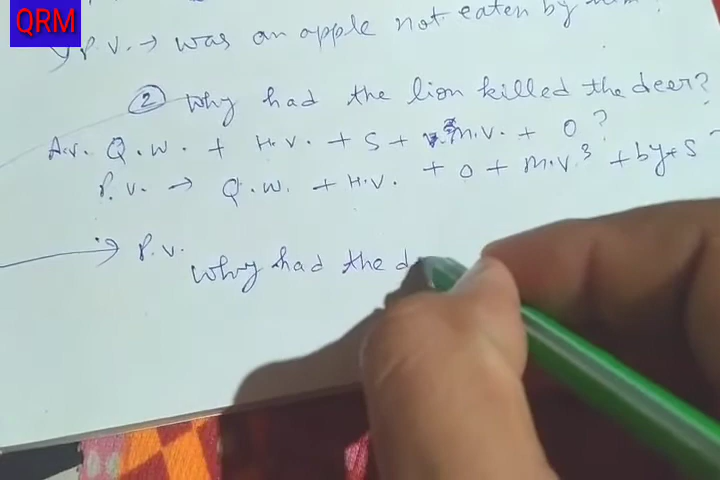 QRM
P.V. → was an apple not eaten by
② Why had the lion killed the deer?
A.V. Q.W. + H.V. + S + M.V.³ + O?
P.V. → Q.W. + H.V. + O + M.V.³ + by + S
→ P.V. Why had the d